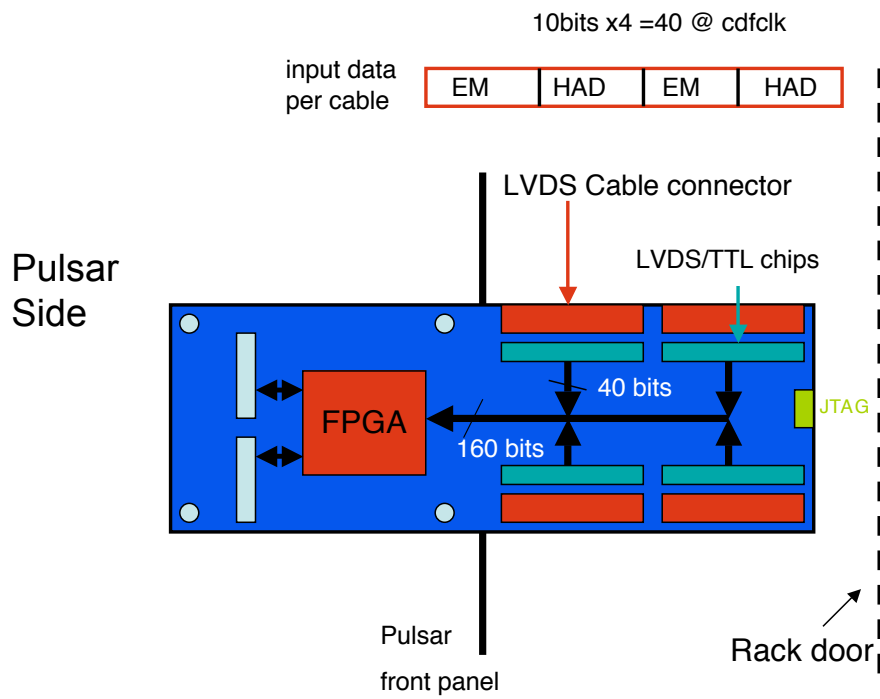 10bits x4 =40 @ cdfclk
input data
per cable
EM HAD EM HAD
LVDS Cable connector
LVDS/TTL chips
Pulsar
Side
40 bits
JTAG
FPGA
160 bits
Pulsar
front panel
Rack door